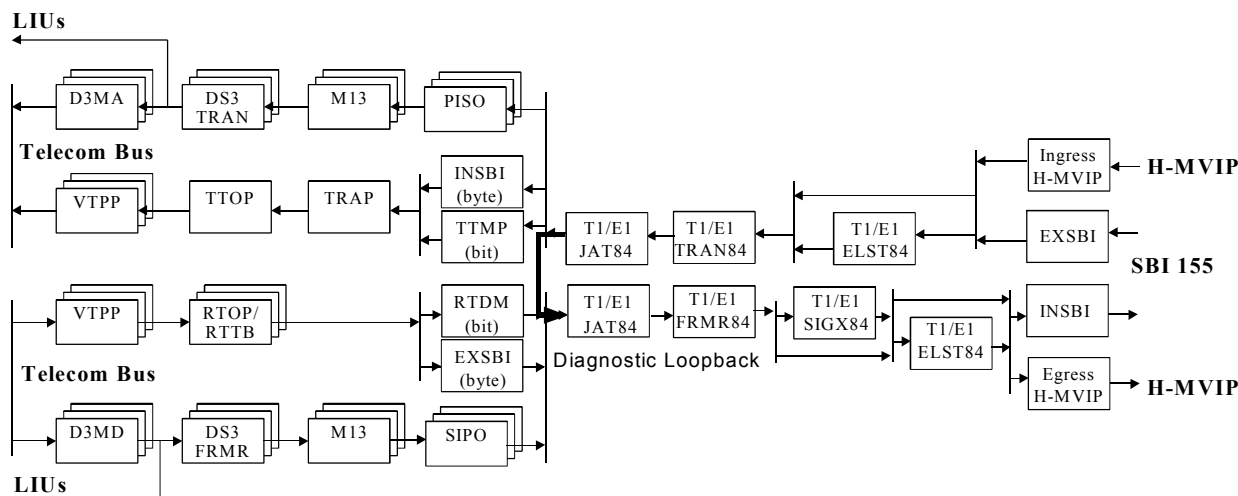 LIUs
D3MA
DS3
TRAN
M13
PISO
Telecom Bus
VTPP
TTOP
TRAP
INSBI
(byte)
TTMP
(bit)
T1/E1
JAT84
T1/E1
TRAN84
T1/E1
ELST84
Ingress
H-MVIP
H-MVIP
EXSBI
SBI 155
VTPP
RTOP/
RTTB
RTDM
(bit)
EXSBI
(byte)
T1/E1
JAT84
T1/E1
FRMR84
T1/E1
SIGX84
T1/E1
ELST84
INSBI
Egress
H-MVIP
H-MVIP
Diagnostic Loopback
Telecom Bus
D3MD
DS3
FRMR
M13
SIPO
LIUs